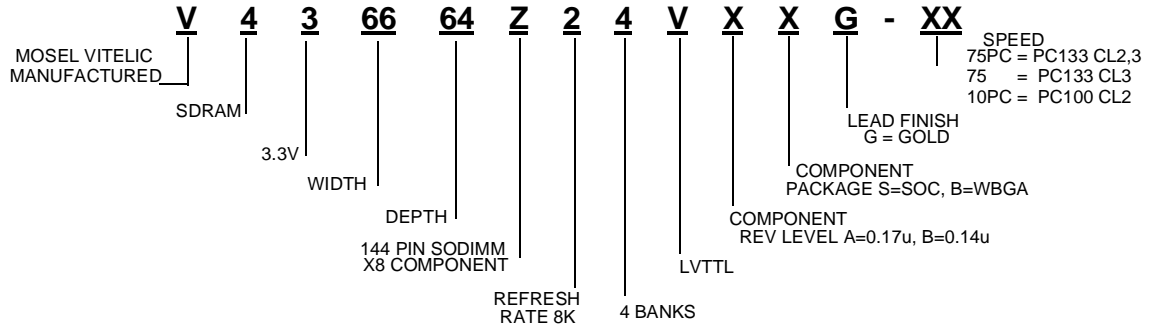 V 4 3 66 64 Z 2 4 V X X G - XX
MOSEL VITELIC
MANUFACTURED
SDRAM
3.3V
WIDTH
DEPTH
144 PIN SODIMM
X8 COMPONENT
REFRESH
RATE 8K
4 BANKS
LVTTL
COMPONENT
REV LEVEL A=0.17u, B=0.14u
COMPONENT
PACKAGE S=SOC, B=WBGA
LEAD FINISH
G = GOLD
SPEED
75PC = PC133 CL2,3
75 = PC133 CL3
10PC = PC100 CL2